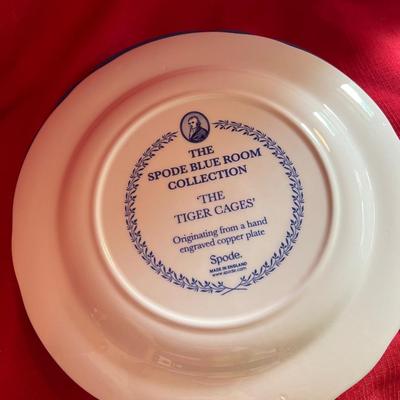 THE
SPODE BLUE ROOM
COLLECTION
'THE
TIGER CAGES'
Originating from a hand
engraved copper plate
Spode.
MADE IN ENGLAND
www.spode.com